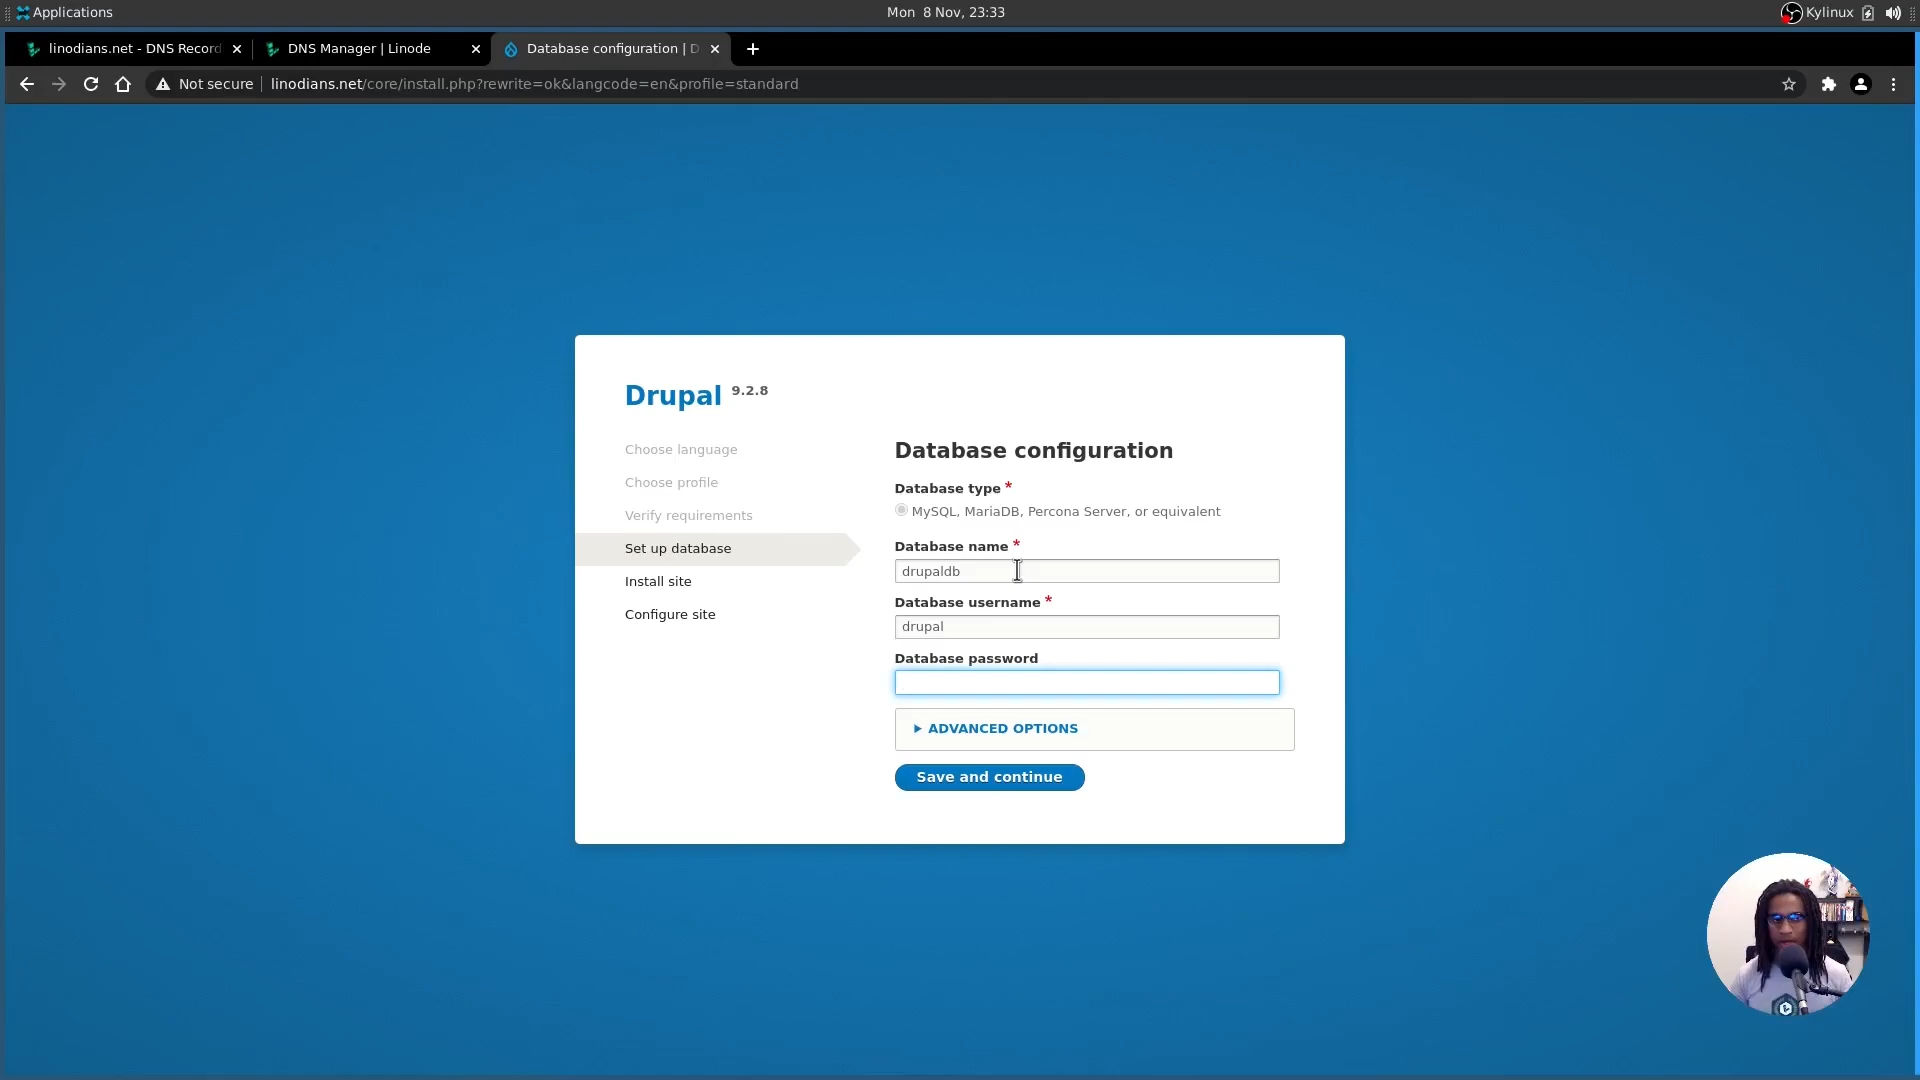 Applications
Mon 8 Nov, 23:33
Kylinux
linodians.net - DNS Record
DNS Manager | Linode
Database configuration | D
Not secure
linodians.net/core/install.php?rewrite=ok&langcode=en&profile=standard
Drupal 9.2.8
Choose language
Choose profile
Verify requirements
Set up database
Install site
Configure site
Database configuration
Database type *
MySQL, MariaDB, Percona Server, or equivalent
Database name *
drupaldb
Database username *
drupal
Database password
ADVANCED OPTIONS
Save and continue